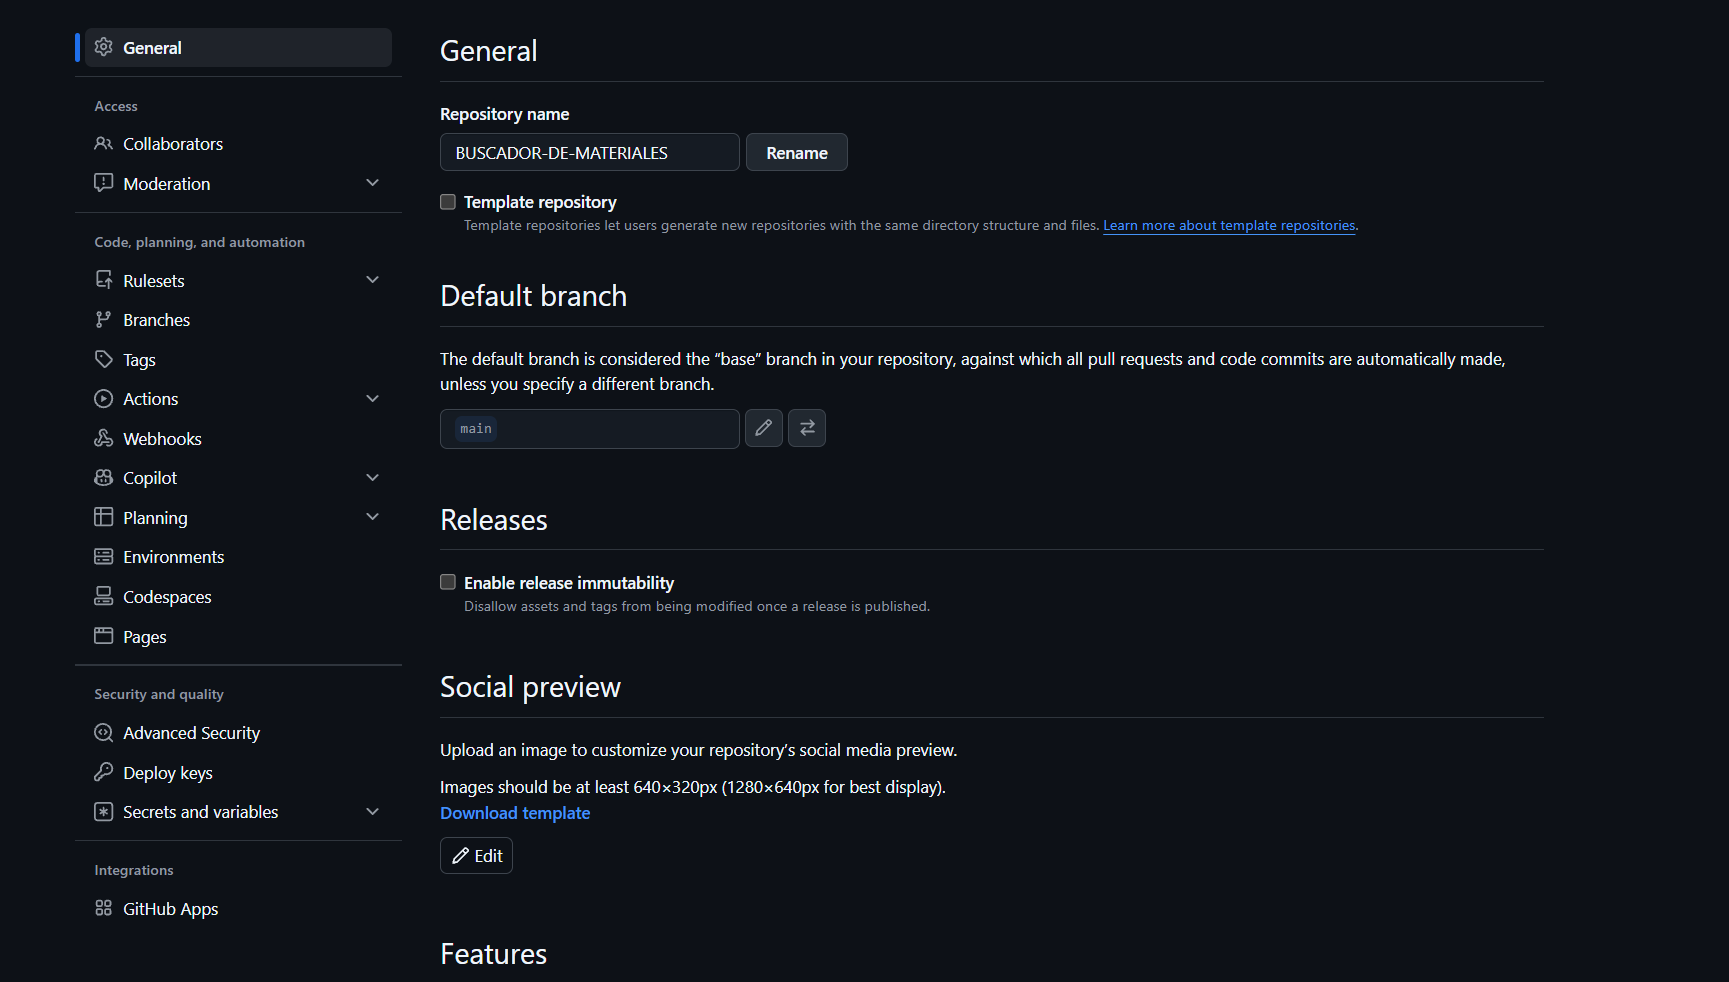 General
Access
Collaborators
Moderation
Code, planning, and automation
Rulesets
Branches
Tags
Actions
Webhooks
Copilot
Planning
Environments
Codespaces
Pages
Security and quality
Advanced Security
Deploy keys
Secrets and variables
Integrations
GitHub Apps
General
Repository name
BUSCADOR-DE-MATERIALES
Rename
Template repository
Template repositories let users generate new repositories with the same directory structure and files. Learn more about template repositories.
Default branch
The default branch is considered the “base” branch in your repository, against which all pull requests and code commits are automatically made,
unless you specify a different branch.
main
Releases
Enable release immutability
Disallow assets and tags from being modified once a release is published.
Social preview
Upload an image to customize your repository’s social media preview.
Images should be at least 640×320px (1280×640px for best display).
Download template
Edit
Features